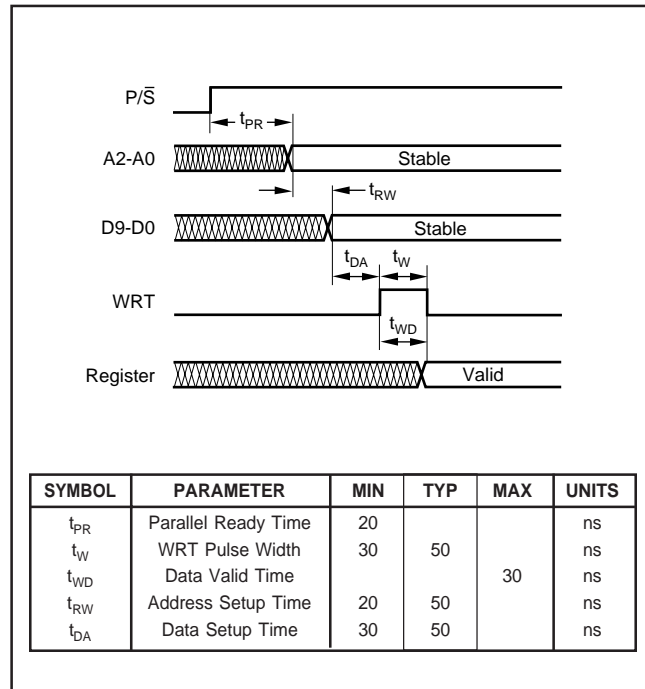 P/S̅
tPR
A2-A0 Stable
tRW
D9-D0 Stable
tDA tW
WRT
tWD
Register Valid
SYMBOL PARAMETER MIN TYP MAX UNITS
tPR Parallel Ready Time 20 ns
tW WRT Pulse Width 30 50 ns
tWD Data Valid Time 30 ns
tRW Address Setup Time 20 50 ns
tDA Data Setup Time 30 50 ns